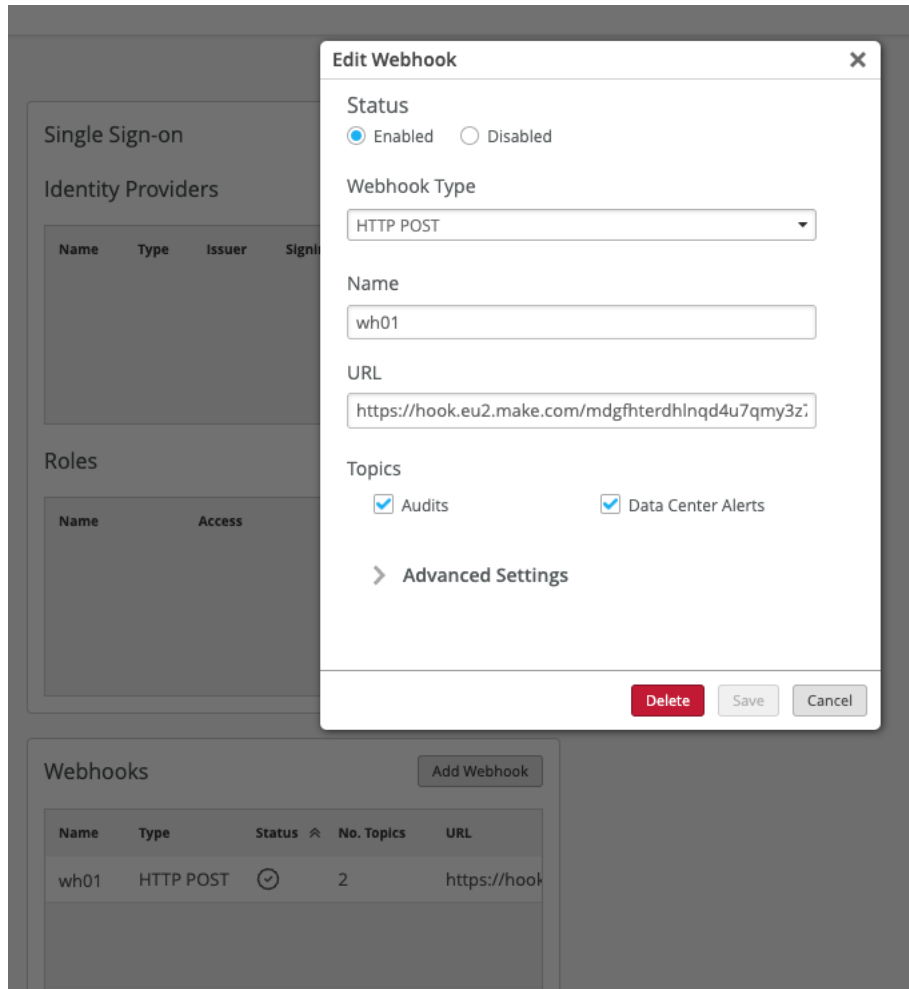 Edit Webhook
Status
Enabled Disabled
Webhook Type
HTTP POST
Name
wh01
URL
https://hook.eu2.make.com/mdgfhterdhlnqd4u7qmy3z7
Topics
Audits Data Center Alerts
Advanced Settings
Delete Save Cancel
Single Sign-on
Identity Providers
Name Type Issuer
Roles
Name Access
Webhooks Add Webhook
Name Type Status No. Topics URL
wh01 HTTP POST 2 https://hook